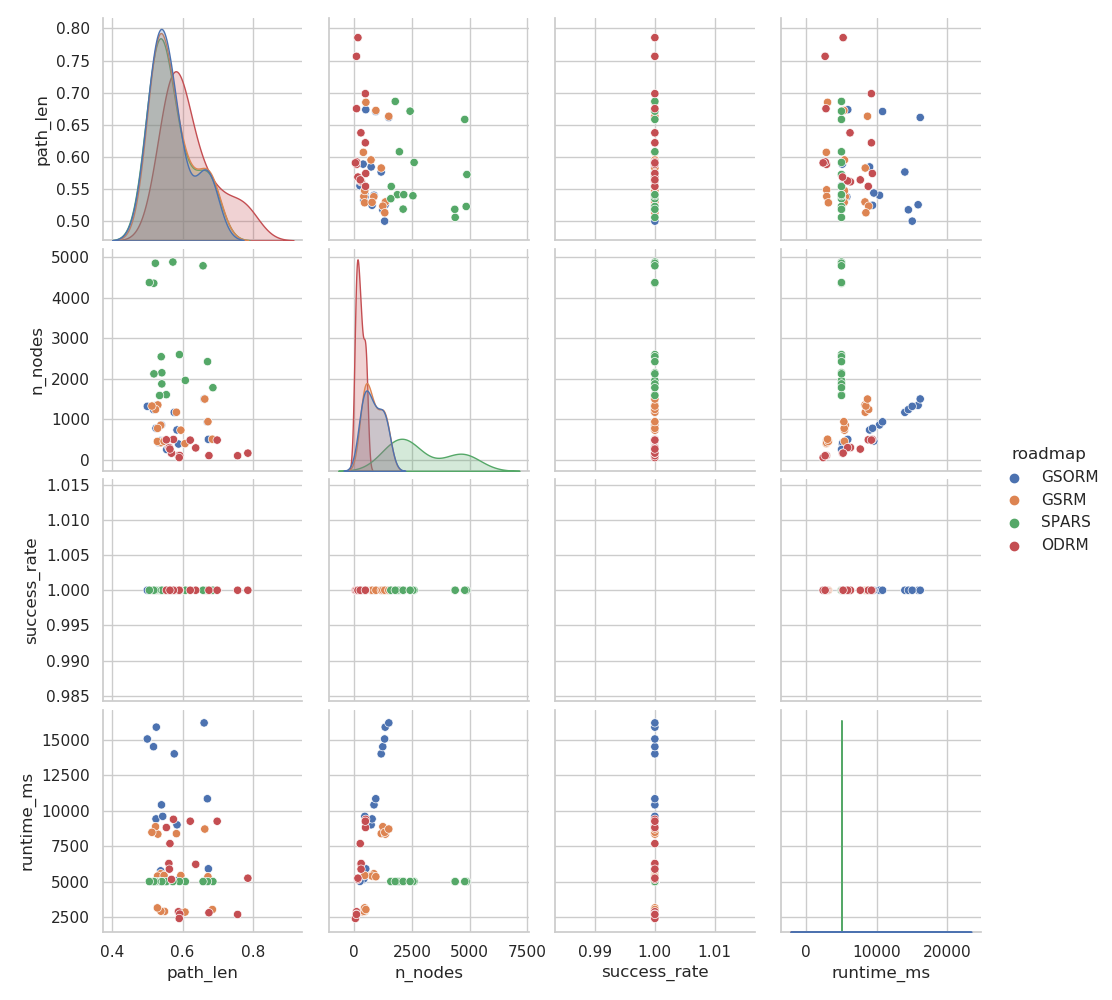 0.80
0.75
0.70
0.65
0.60
0.55
0.50
path_len
5000
4000
3000
2000
1000
0
n_nodes
1.015
1.010
1.005
1.000
0.995
0.990
0.985
success_rate
15000
12500
10000
7500
5000
2500
runtime_ms
0.4 0.6 0.8
path_len
0 2500 5000 7500
n_nodes
0.99 1.00 1.01
success_rate
0 10000 20000
runtime_ms
roadmap
GSORM
GSRM
SPARS
ODRM